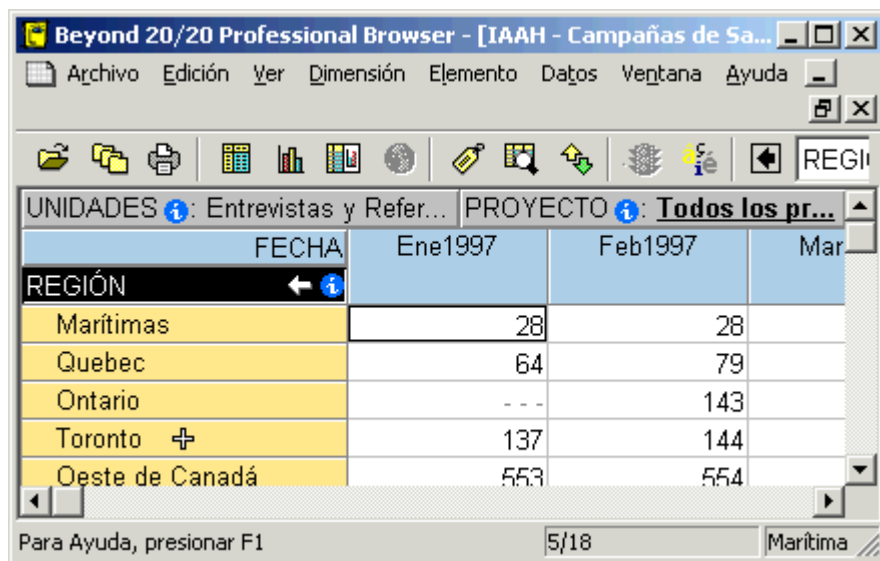 Beyond 20/20 Professional Browser - [IAAH - Campañas de Sa...
Archivo Edición Ver Dimensión Elemento Datos Ventana Ayuda
REGI
UNIDADES : Entrevistas y Refer... PROYECTO : Todos los pr...
FECHA Ene1997 Feb1997 Mar
REGIÓN
Marítimas 28 28
Quebec 64 79
Ontario - - - 143
Toronto 137 144
Oeste de Canadá 553 554
Para Ayuda, presionar F1 5/18 Marítima